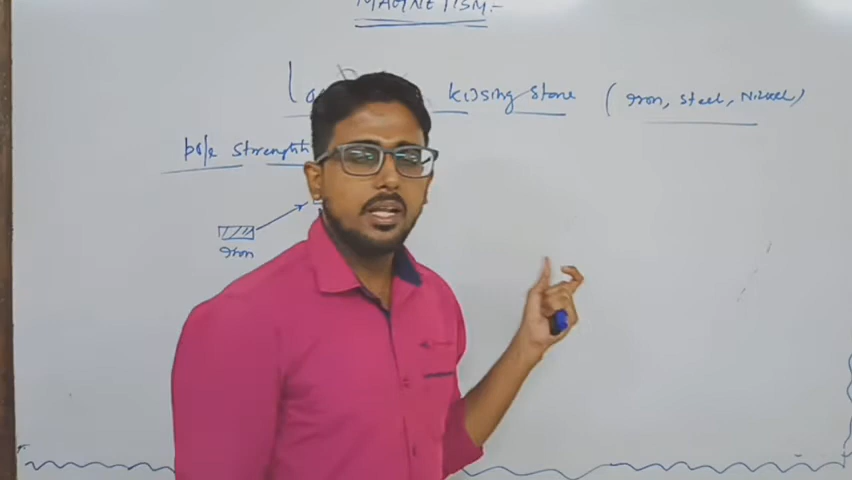 MAGNETISM:-
kissing stone (Iron, Steel, Nickel)
pole strength
Iron